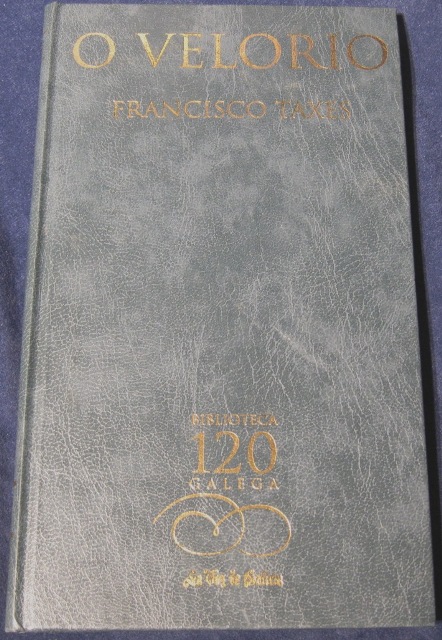 O VELORIO
FRANCISCO TAXES
BIBLIOTECA
120
GALEGA
La Voz de Galicia